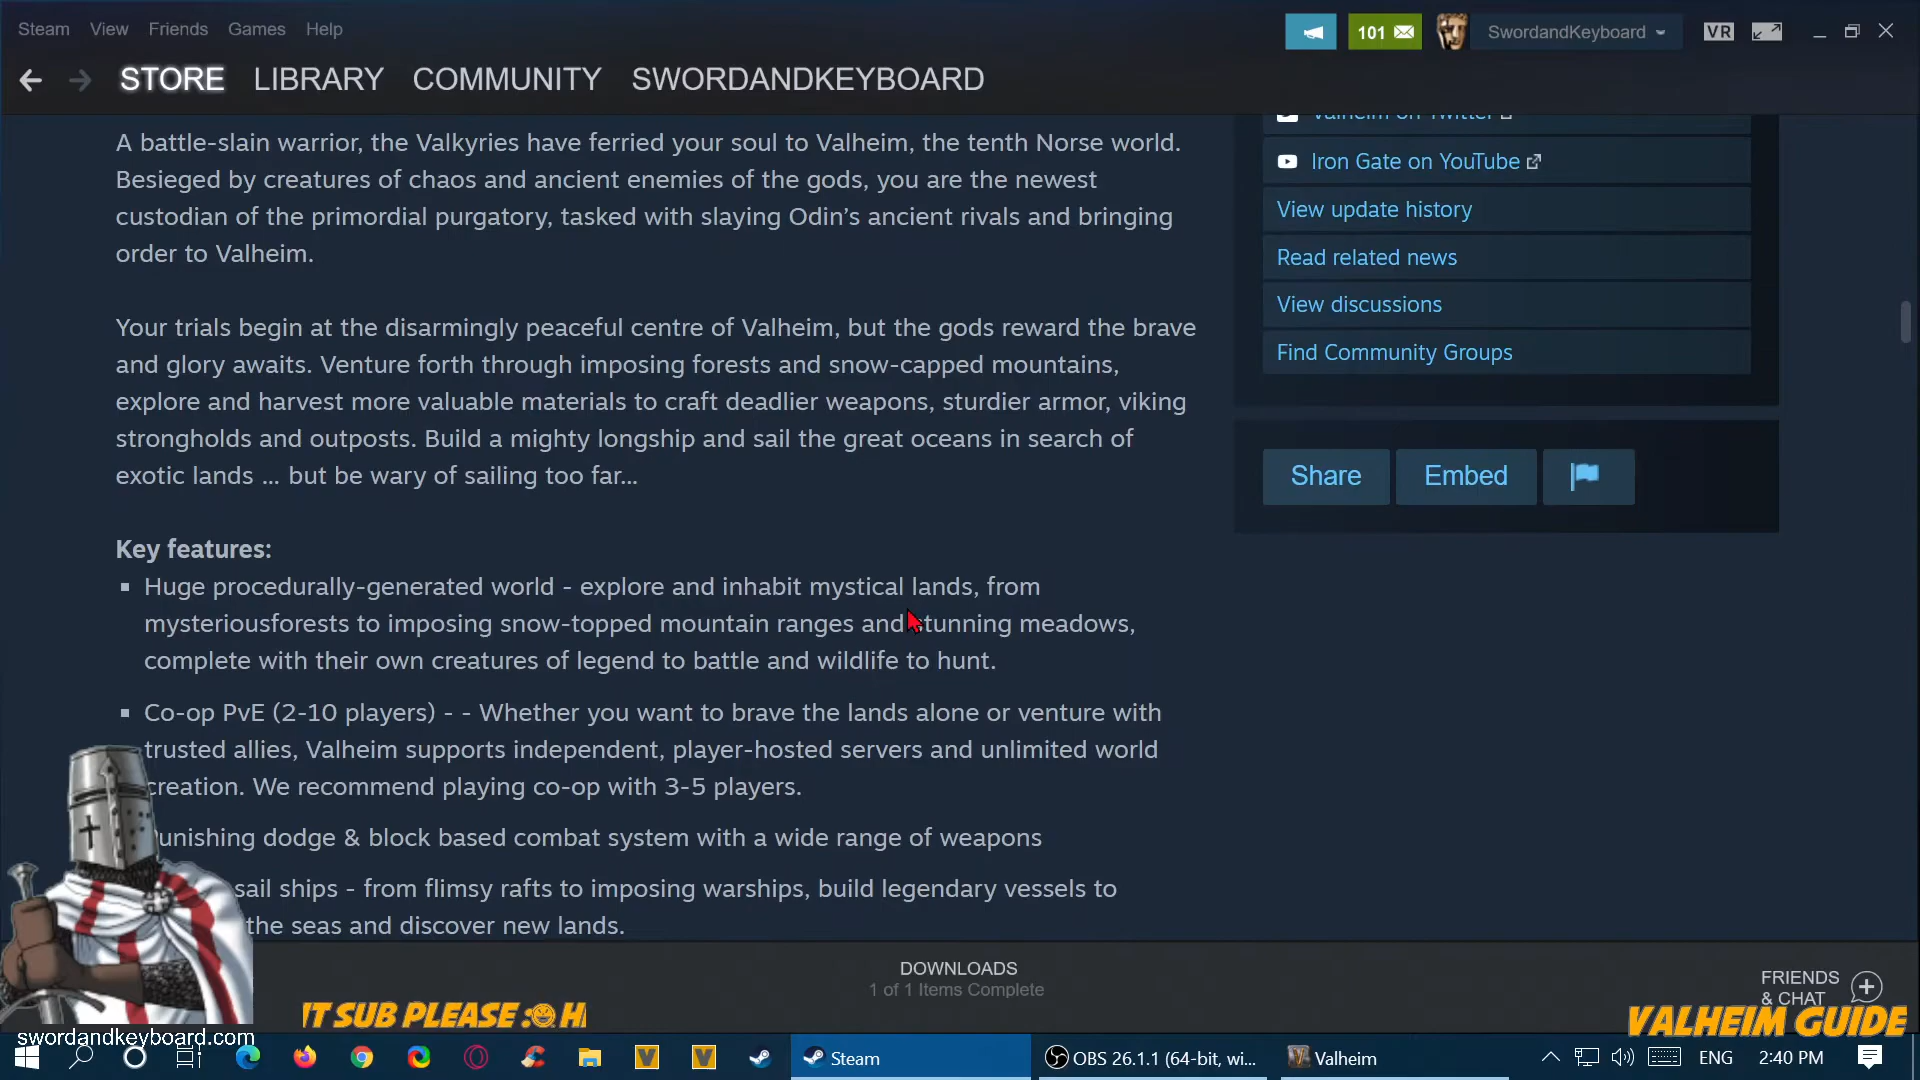 Steam View Friends Games Help
101
SwordandKeyboard
VR
STORE LIBRARY COMMUNITY SWORDANDKEYBOARD
A battle-slain warrior, the Valkyries have ferried your soul to Valheim, the tenth Norse world.
Besieged by creatures of chaos and ancient enemies of the gods, you are the newest
custodian of the primordial purgatory, tasked with slaying Odin's ancient rivals and bringing
order to Valheim.
Your trials begin at the disarmingly peaceful centre of Valheim, but the gods reward the brave
and glory awaits. Venture forth through imposing forests and snow-capped mountains,
explore and harvest more valuable materials to craft deadlier weapons, sturdier armor, viking
strongholds and outposts. Build a mighty longship and sail the great oceans in search of
exotic lands ... but be wary of sailing too far...
Key features:
Huge procedurally-generated world - explore and inhabit mystical lands, from
mysteriousforests to imposing snow-topped mountain ranges and stunning meadows,
complete with their own creatures of legend to battle and wildlife to hunt.
Co-op PvE (2-10 players) - - Whether you want to brave the lands alone or venture with
trusted allies, Valheim supports independent, player-hosted servers and unlimited world
creation. We recommend playing co-op with 3-5 players.
Punishing dodge & block based combat system with a wide range of weapons
sail ships - from flimsy rafts to imposing warships, build legendary vessels to
the seas and discover new lands.
Valheim on Twitter
Iron Gate on YouTube
View update history
Read related news
View discussions
Find Community Groups
Share Embed
DOWNLOADS
1 of 1 Items Complete
FRIENDS
& CHAT
IT SUB PLEASE :
VALHEIM GUIDE
swordandkeyboard.com
Steam
OBS 26.1.1 (64-bit, wi...
Valheim
ENG
2:40 PM